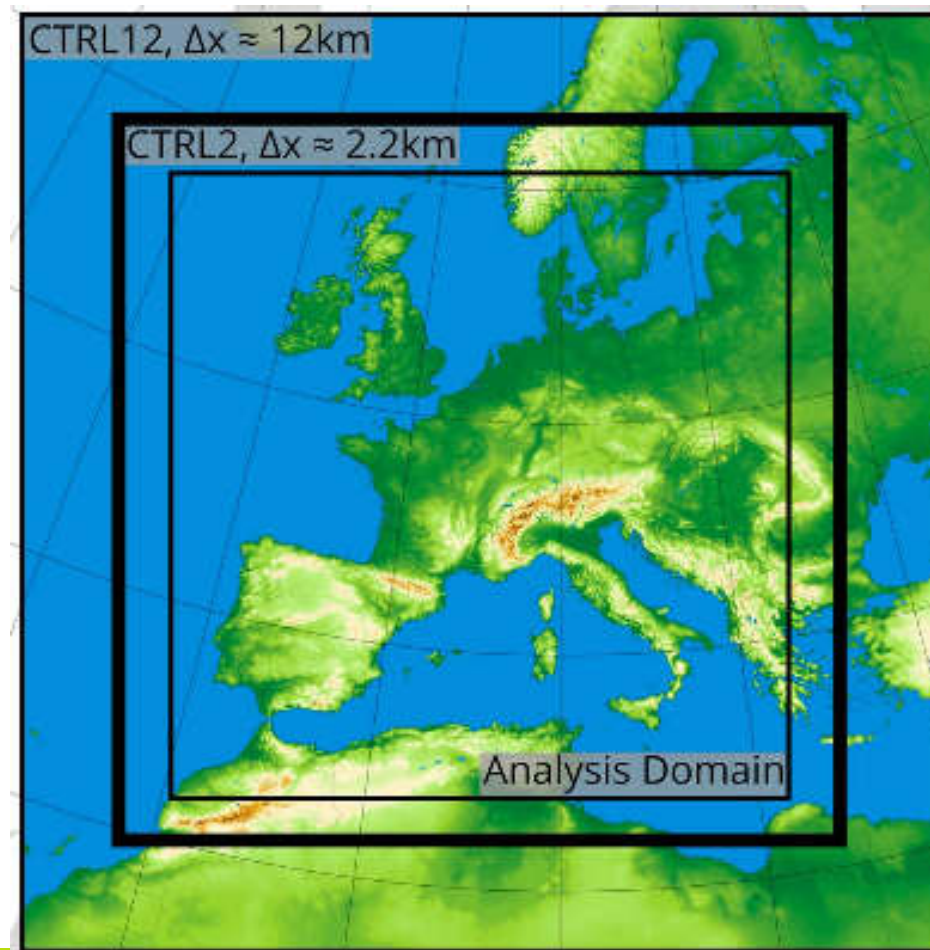 CTRL12, Δx ≈ 12km
CTRL2, Δx ≈ 2.2km
Analysis Domain